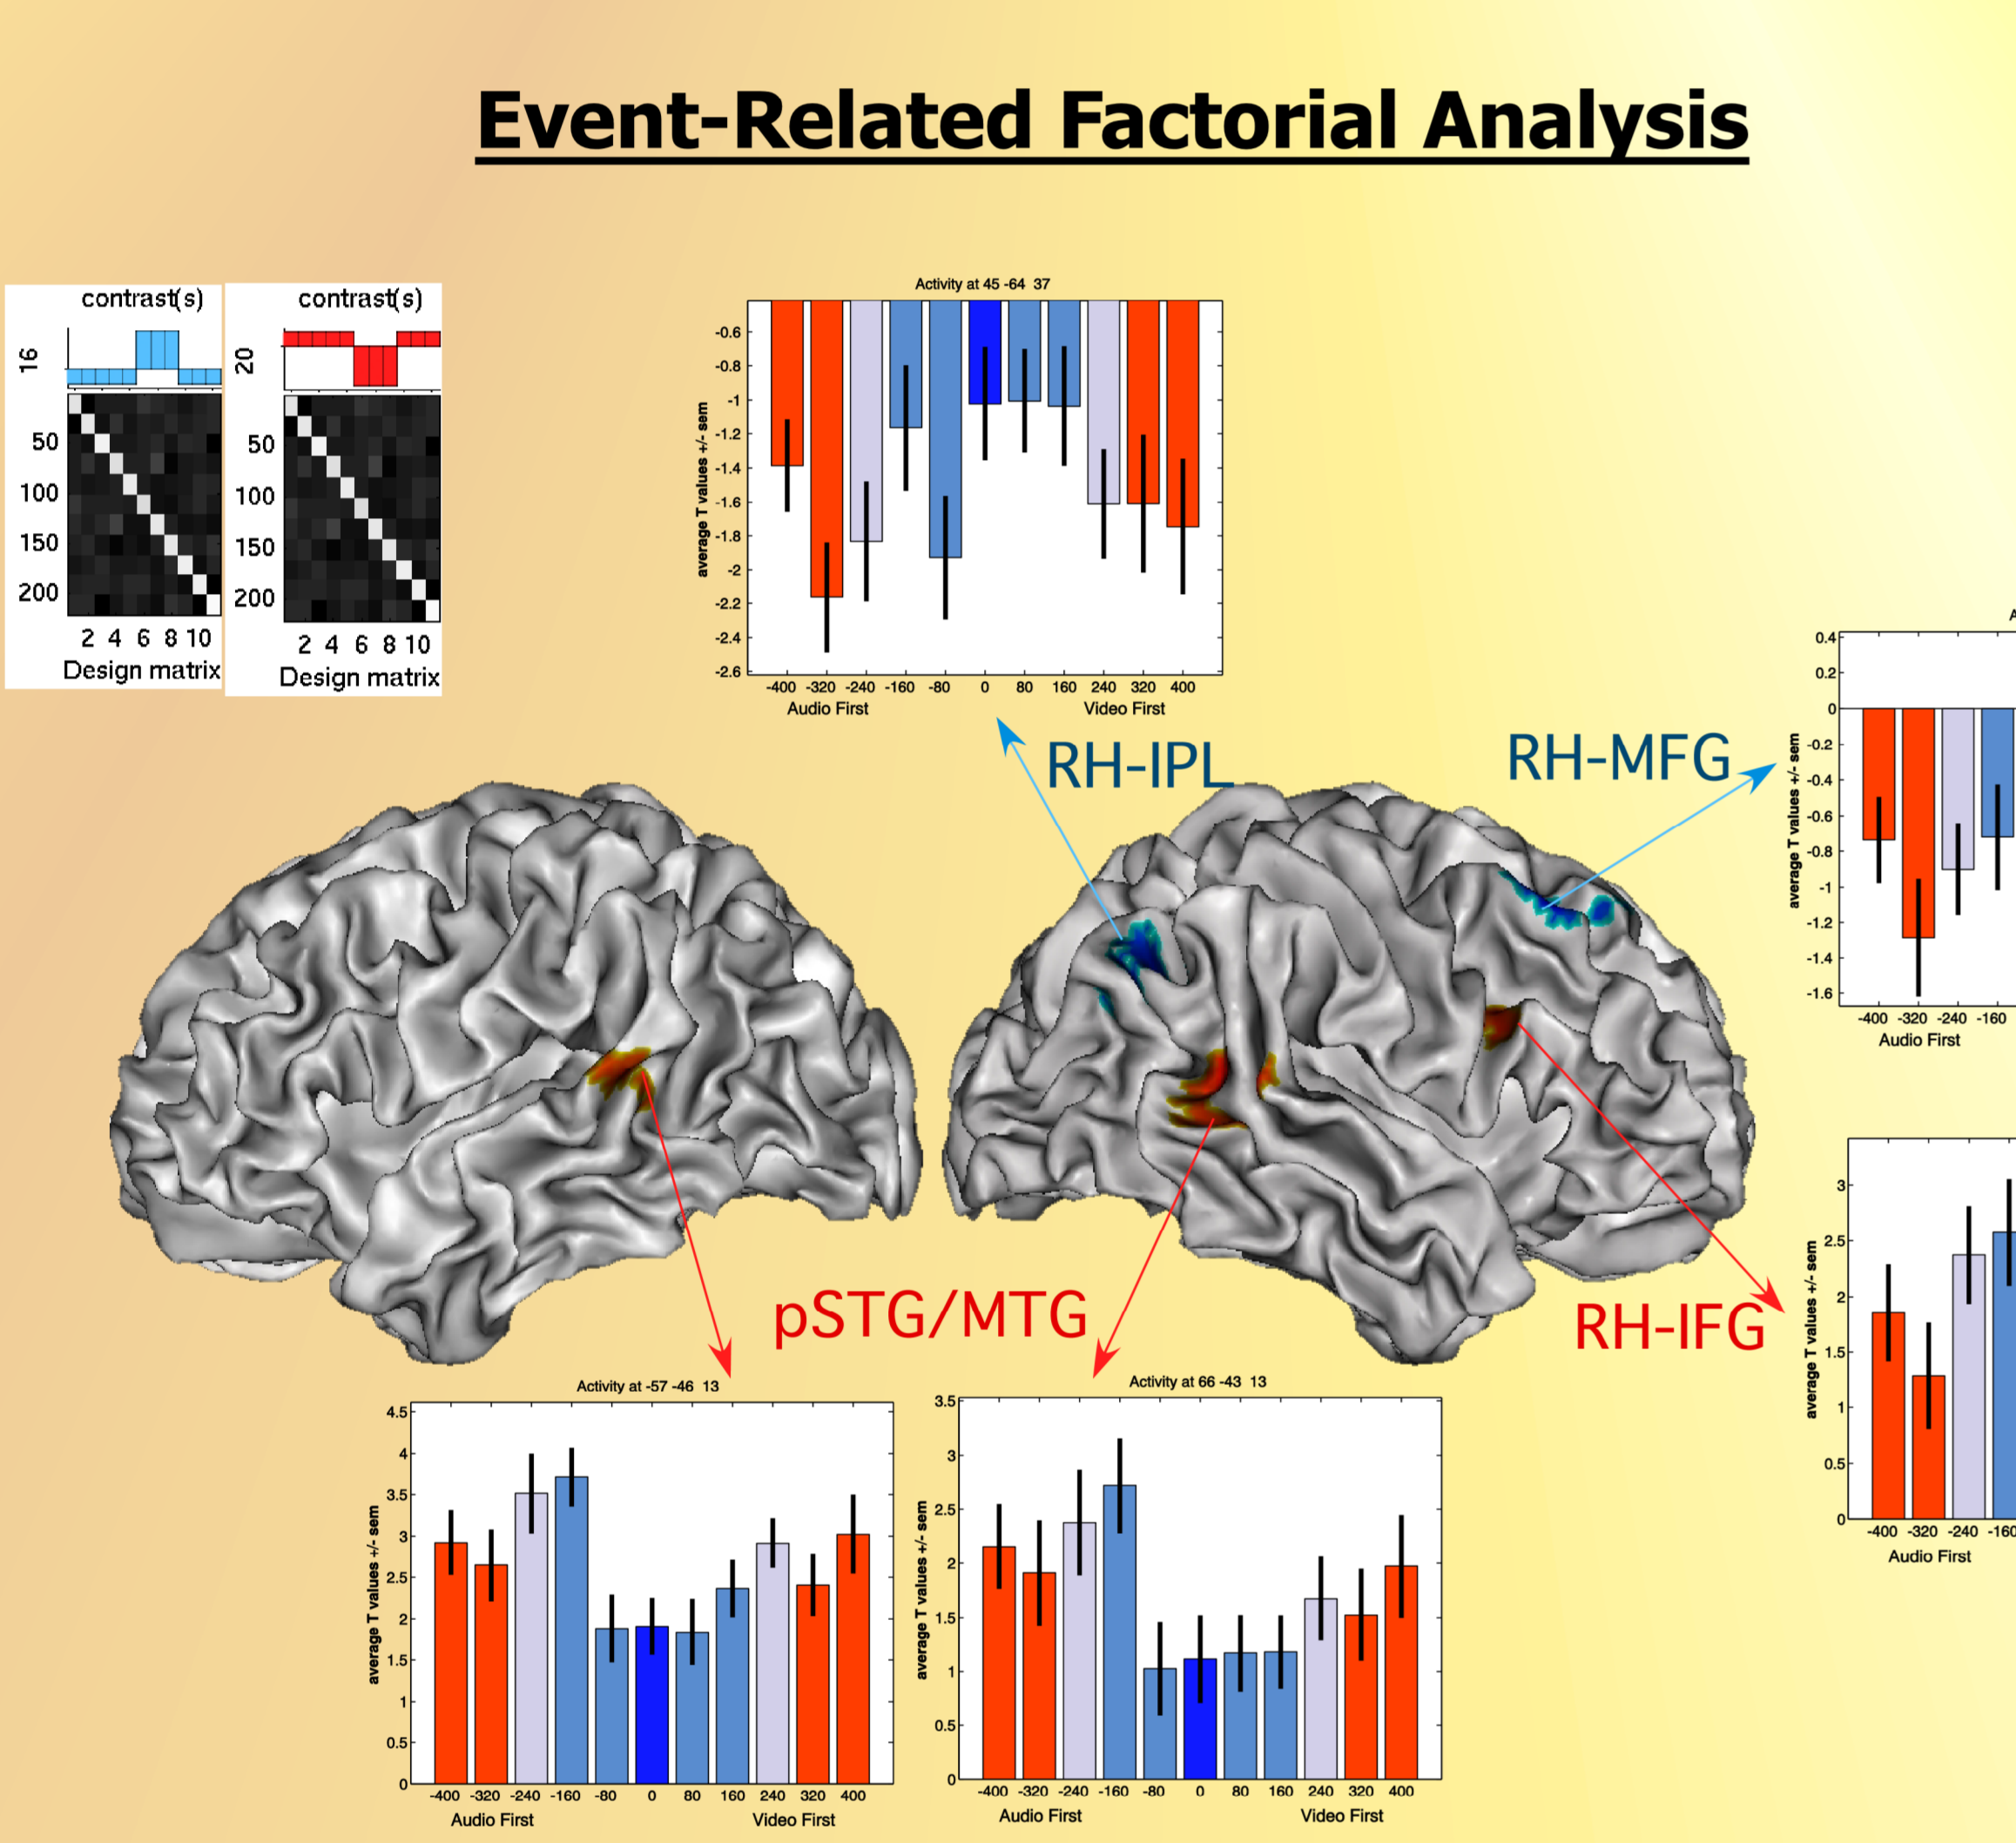 Event-Related Factorial Analysis
contrast(s)
16
50
100
150
200
2 4 6 8 10
Design matrix
contrast(s)
20
50
100
150
200
2 4 6 8 10
Design matrix
Activity at 45 -64 37
average T values +/- sem
-0.6
-0.8
-1
-1.2
-1.4
-1.6
-1.8
-2
-2.2
-2.4
-2.6
-400 -320 -240 -160 -80 0 80 160 240 320 400
Audio First Video First
RH-IPL
RH-MFG
average T values +/- sem
0.4
0.2
0
-0.2
-0.4
-0.6
-0.8
-1
-1.2
-1.4
-1.6
-400 -320 -240 -160
Audio First
pSTG/MTG
RH-IFG
average T values +/- sem
3
2.5
2
1.5
1
0.5
0
-400 -320 -240 -160
Audio First
Activity at -57 -46 13
average T values +/- sem
4.5
4
3.5
3
2.5
2
1.5
1
0.5
0
-400 -320 -240 -160 -80 0 80 160 240 320 400
Audio First Video First
Activity at 66 -43 13
average T values +/- sem
3.5
3
2.5
2
1.5
1
0.5
0
-400 -320 -240 -160 -80 0 80 160 240 320 400
Audio First Video First